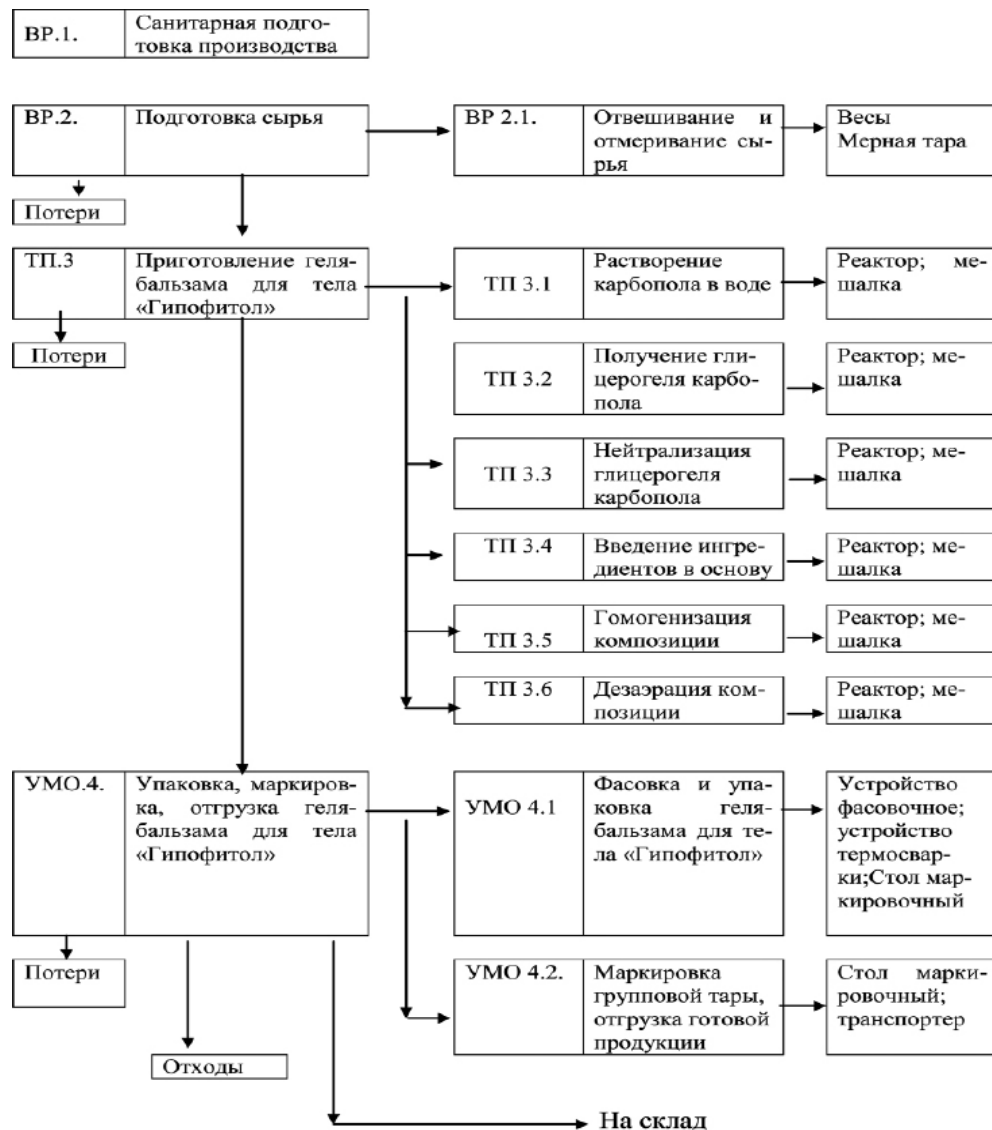 ВР.1.
Санитарная подго-
товка производства
ВР.2.
Подготовка сырья
ВР 2.1.
Отвешивание и
отмеривание сы-
рья
Весы
Мерная тара
Потери
ТП.3
Приготовление геля-
бальзама для тела
«Гипофитол»
ТП 3.1
Растворение
карбопола в воде
Реактор; ме-
шалка
Потери
ТП 3.2
Получение гли-
церогеля карбо-
пола
Реактор; ме-
шалка
ТП 3.3
Нейтрализация
глицерогеля
карбопола
Реактор; ме-
шалка
ТП 3.4
Введение ингре-
диентов в основу
Реактор; ме-
шалка
ТП 3.5
Гомогенизация
композиции
Реактор; ме-
шалка
ТП 3.6
Дезаэрация ком-
позиции
Реактор; ме-
шалка
УМО.4.
Упаковка, маркиров-
ка, отгрузка геля-
бальзама для тела
«Гипофитол»
УМО 4.1
Фасовка и упа-
ковка геля-
бальзама для те-
ла «Гипофитол»
Устройство
фасовочное;
устройство
термосвар-
ки;Стол мар-
кировочный
Потери
УМО 4.2.
Маркировка
групповой тары,
отгрузка готовой
продукции
Стол марки-
ровочный;
транспортер
Отходы
На склад